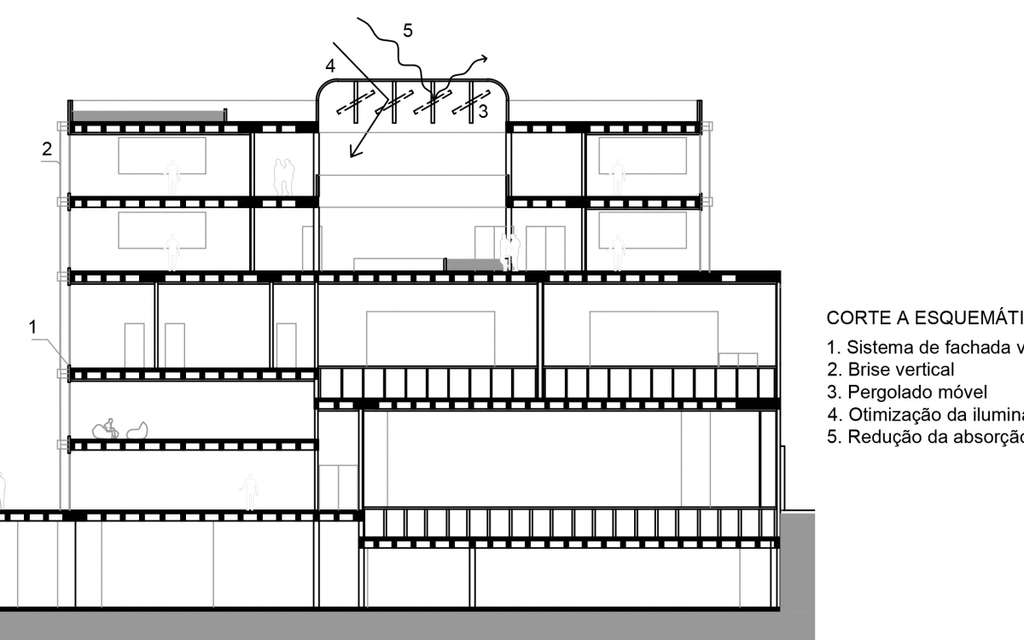 5
4
3
2
1
CORTE A ESQUEMÁTI
1. Sistema de fachada v
2. Brise vertical
3. Pergolado móvel
4. Otimização da ilumina
5. Redução da absorção